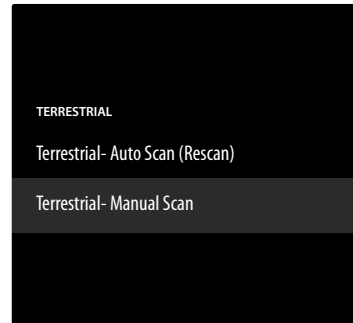 TERRESTRIAL
Terrestrial- Auto Scan (Rescan)
Terrestrial- Manual Scan